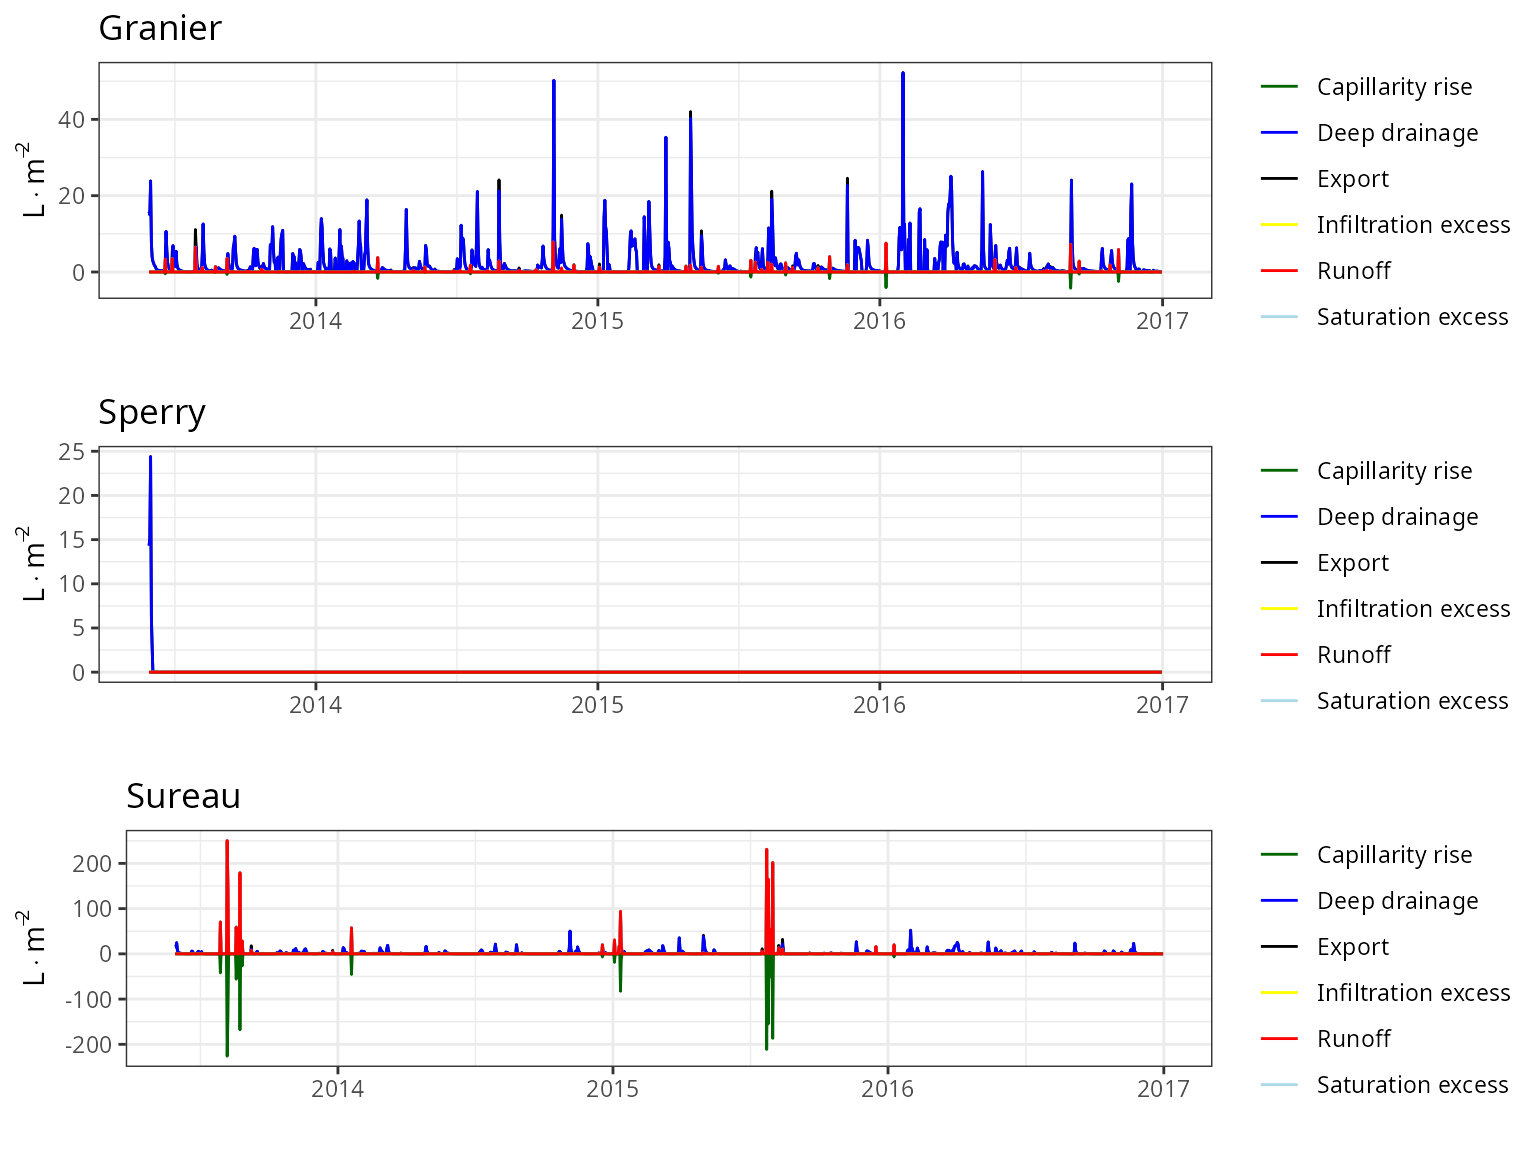 Granier
L · m⁻²
40
20
0
2014 2015 2016 2017
Capillarity rise
Deep drainage
Export
Infiltration excess
Runoff
Saturation excess
Sperry
L · m⁻²
25
20
15
10
5
0
2014 2015 2016 2017
Capillarity rise
Deep drainage
Export
Infiltration excess
Runoff
Saturation excess
Sureau
L · m⁻²
200
100
0
-100
-200
2014 2015 2016 2017
Capillarity rise
Deep drainage
Export
Infiltration excess
Runoff
Saturation excess